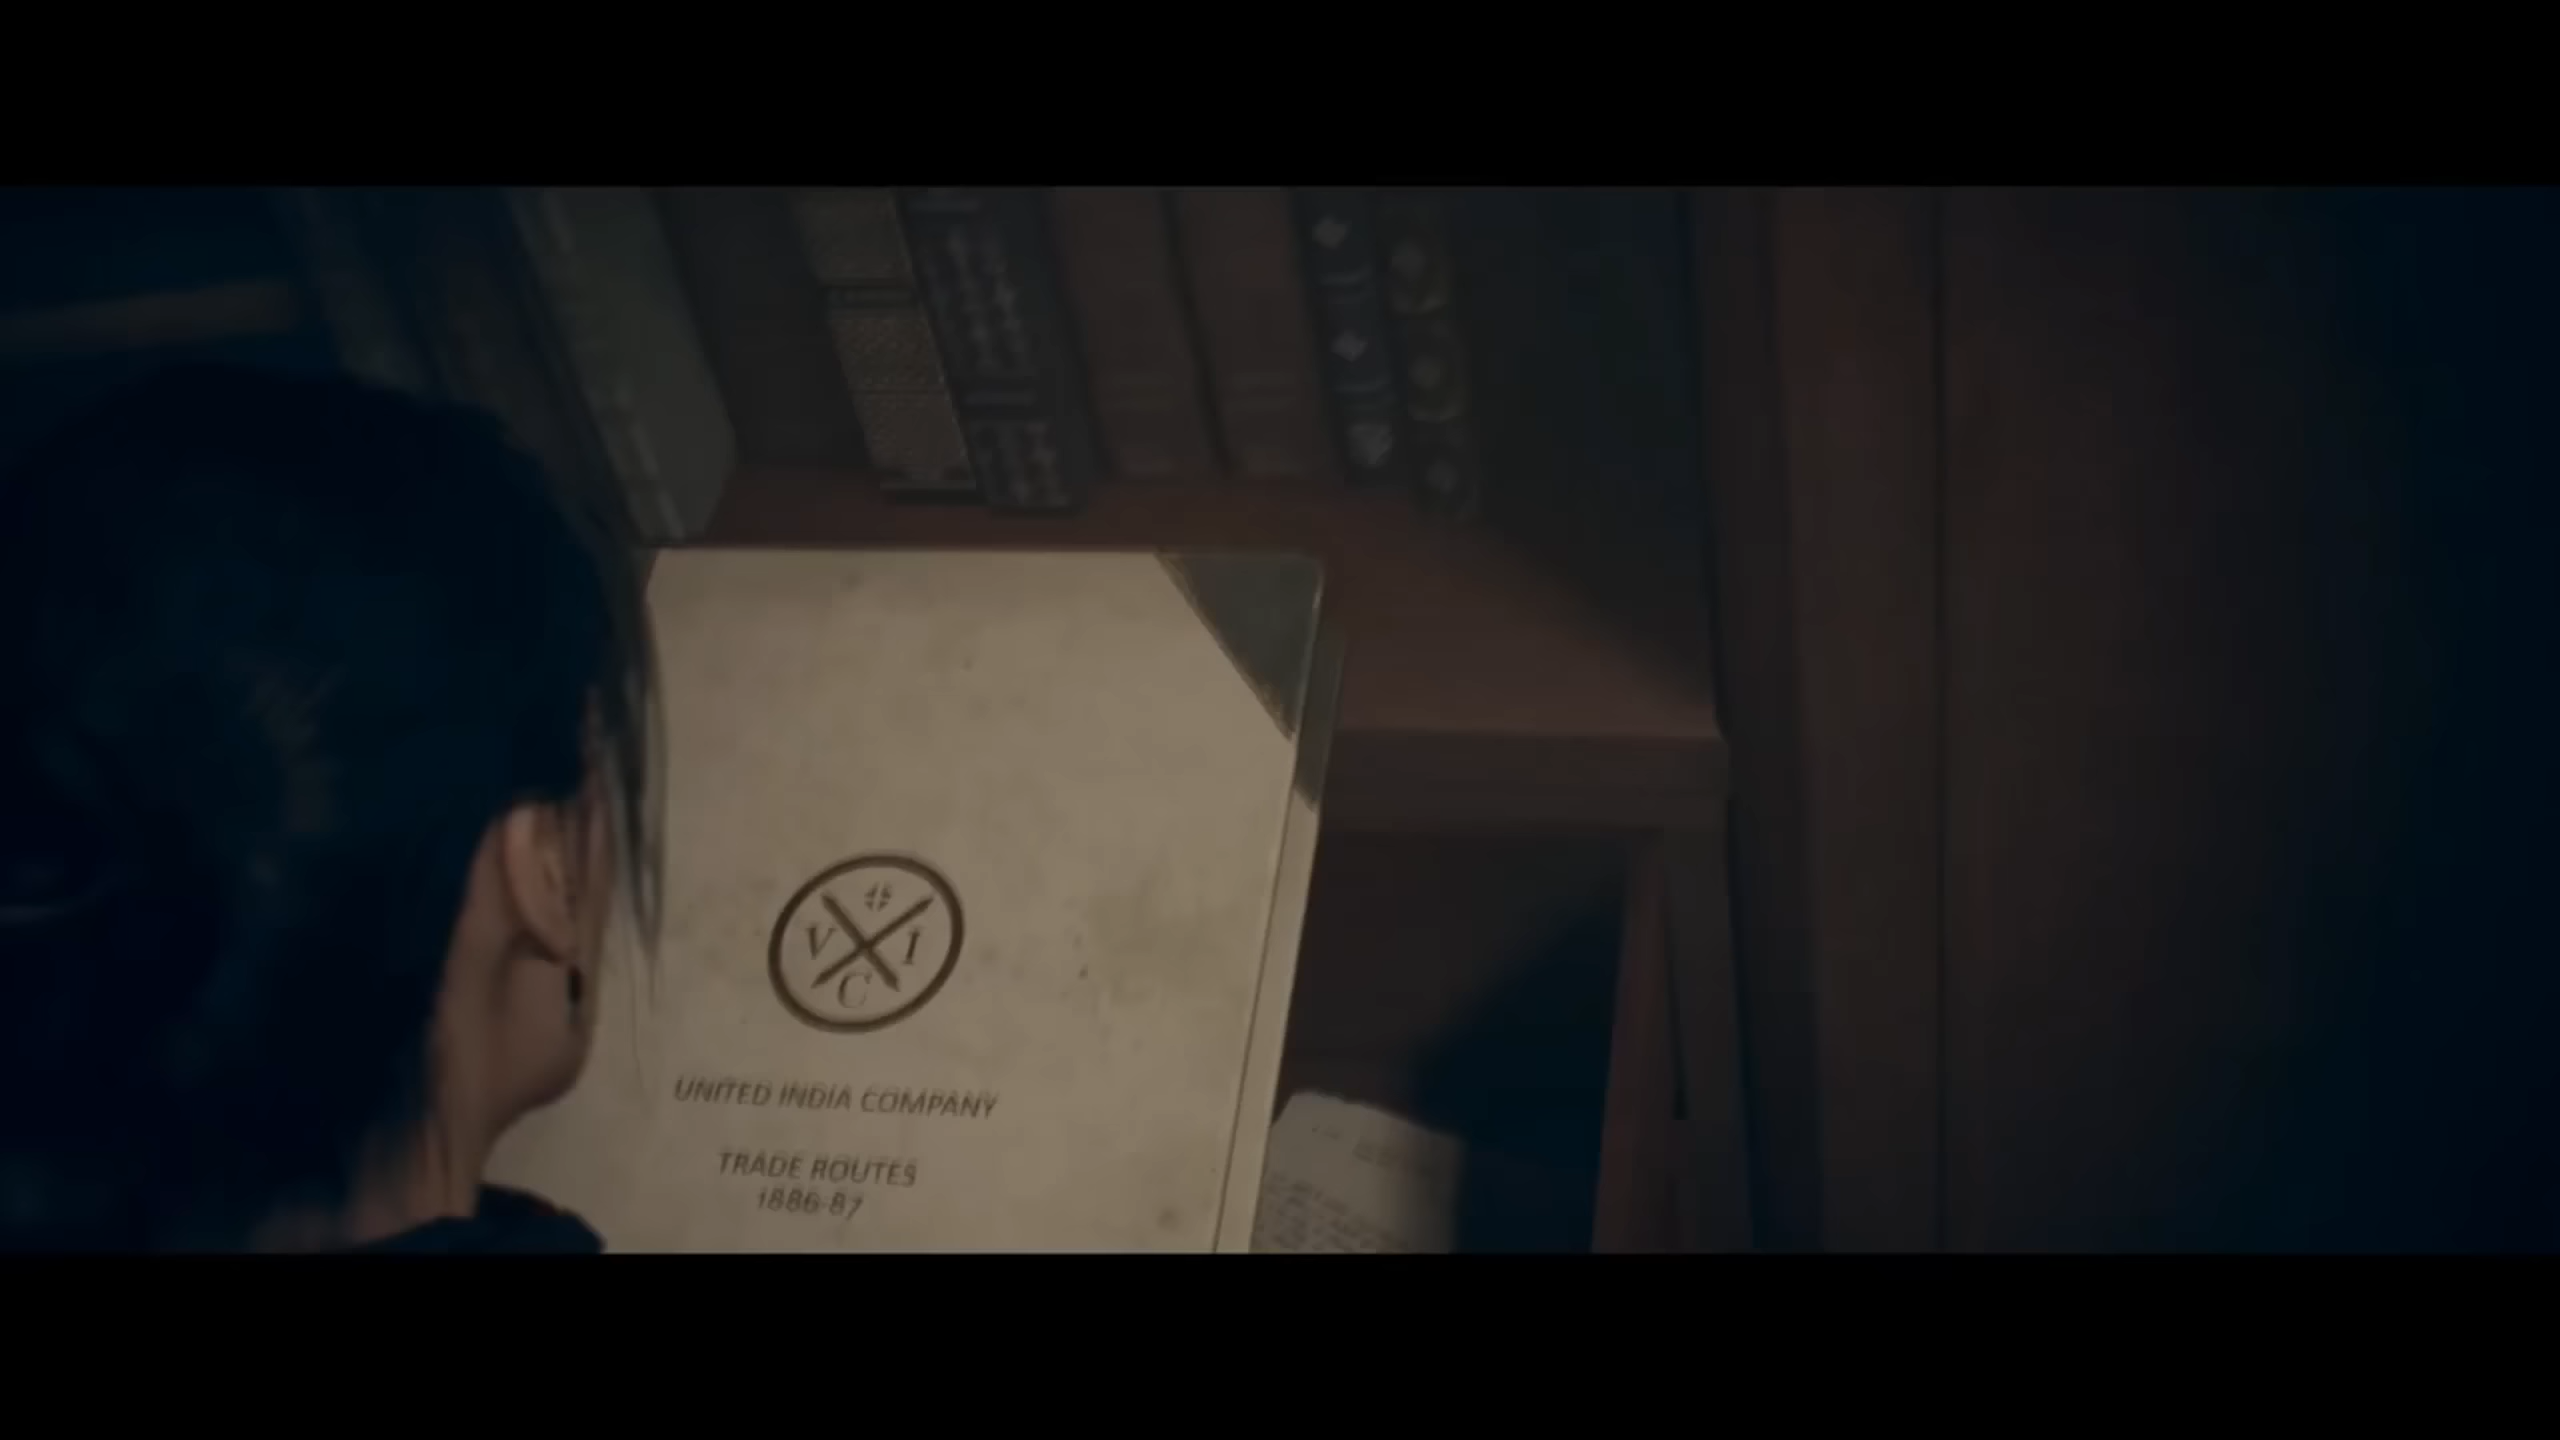 V I
C
UNITED INDIA COMPANY
TRADE ROUTES
1886-87